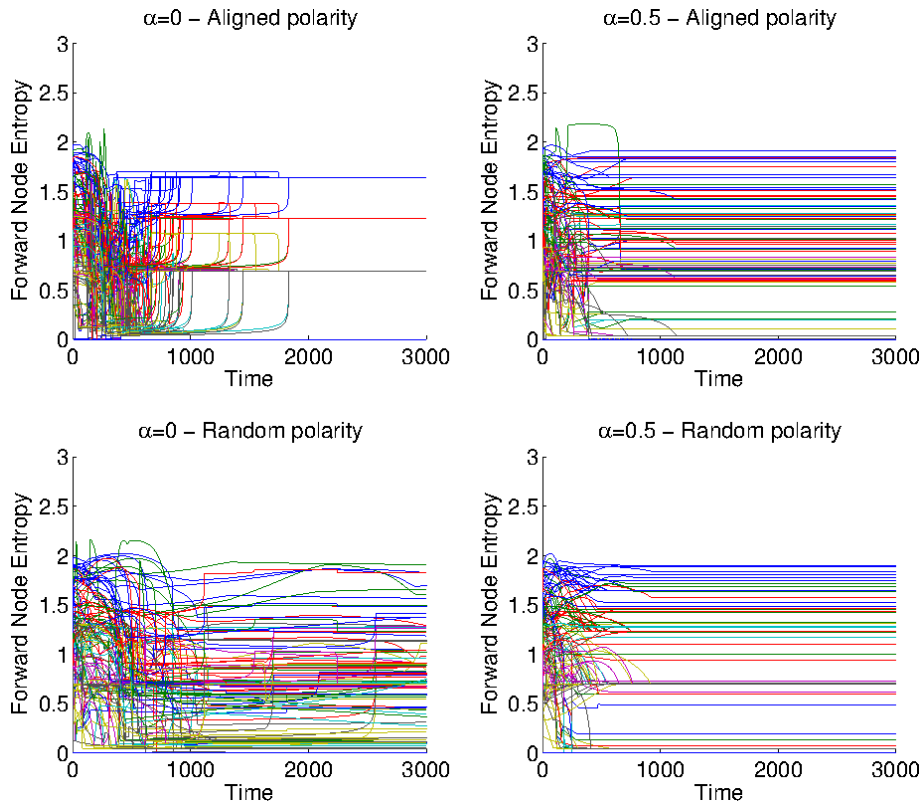 α=0 − Aligned polarity
3
2.5
2
1.5
1
0.5
0
Forward Node Entropy
0 1000 2000 3000
Time
α=0.5 − Aligned polarity
3
2.5
2
1.5
1
0.5
0
Forward Node Entropy
0 1000 2000 3000
Time
α=0 − Random polarity
3
2.5
2
1.5
1
0.5
0
Forward Node Entropy
0 1000 2000 3000
Time
α=0.5 − Random polarity
3
2.5
2
1.5
1
0.5
0
Forward Node Entropy
0 1000 2000 3000
Time